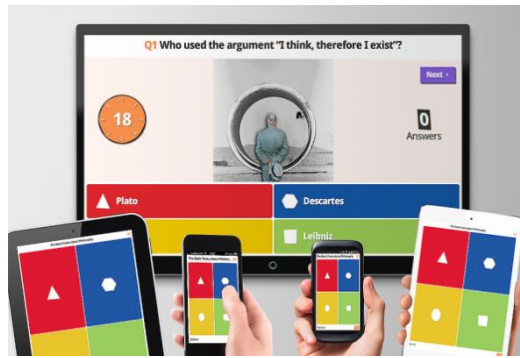 Q1 Who used the argument "I think, therefore I exist"?
Next ›
18
0
Answers
Plato
Descartes
Leibniz